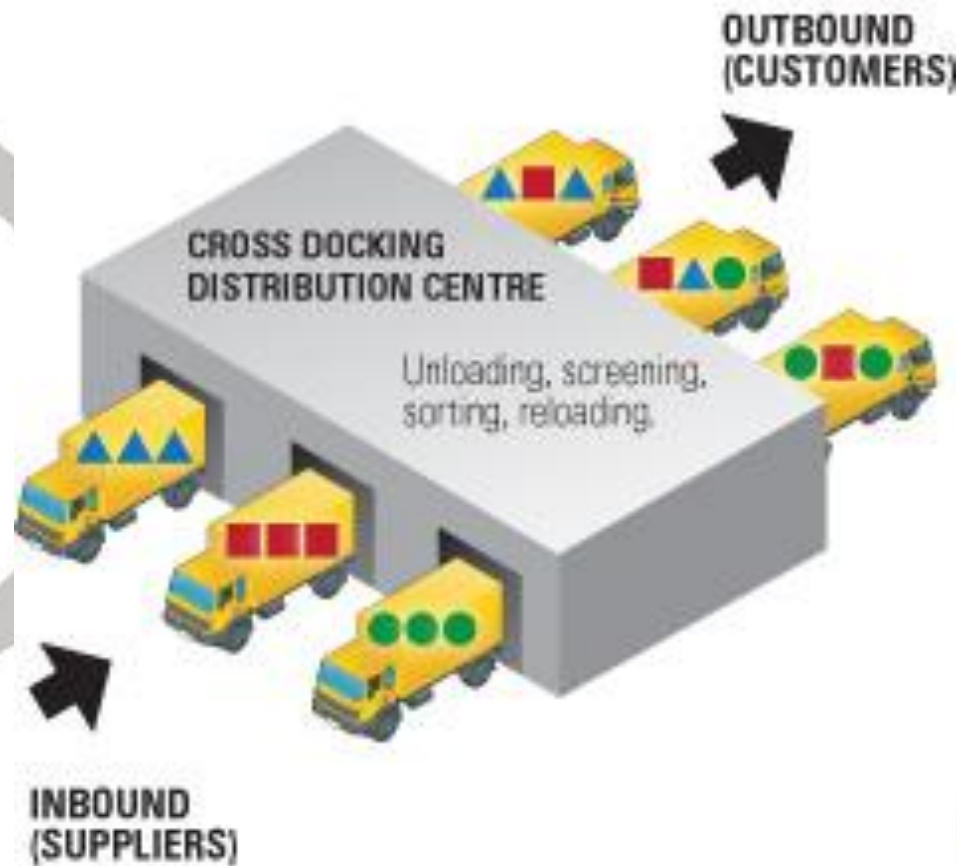 OUTBOUND
(CUSTOMERS)
CROSS DOCKING
DISTRIBUTION CENTRE
Unloading, screening,
sorting, reloading.
INBOUND
(SUPPLIERS)